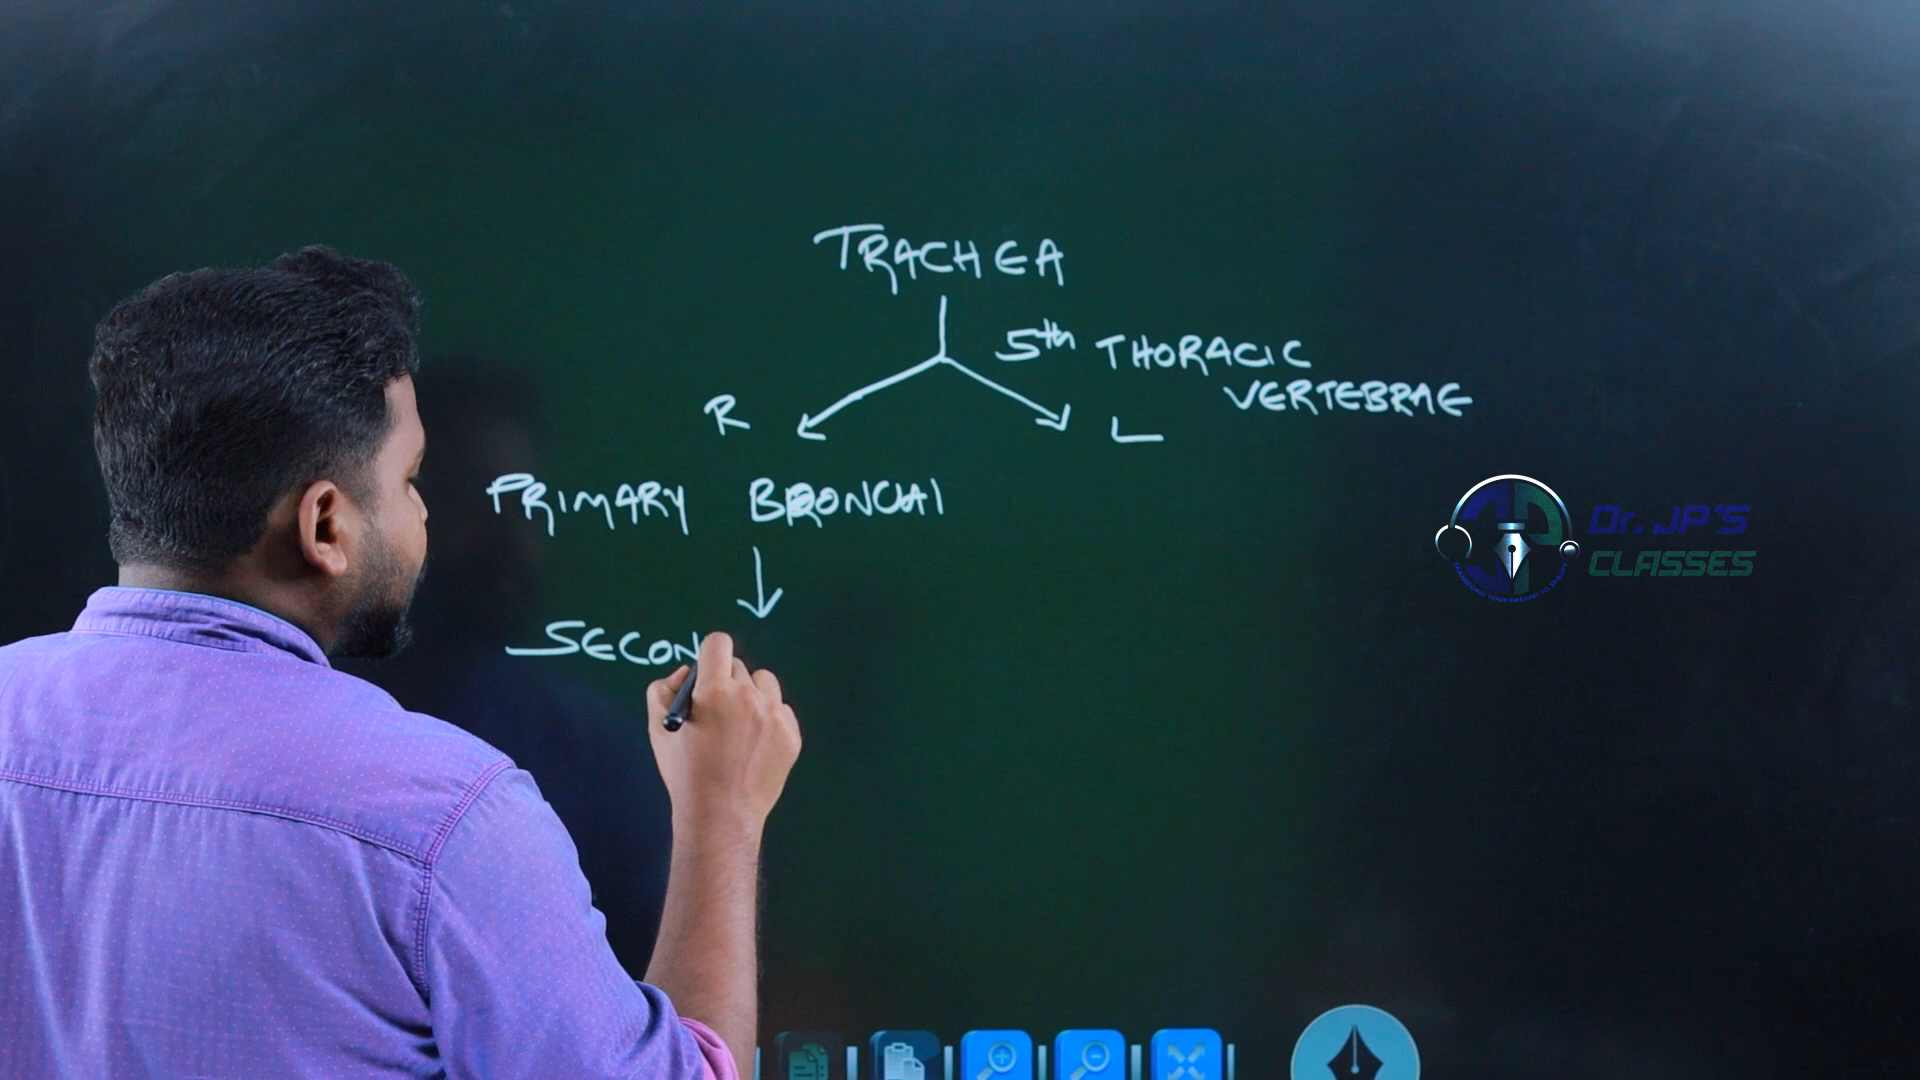 TRACHEA
5th THORACIC
VERTEBRAE
R
L
PRIMARY BRONCHI
SECON
Dr. JP'S
CLASSES